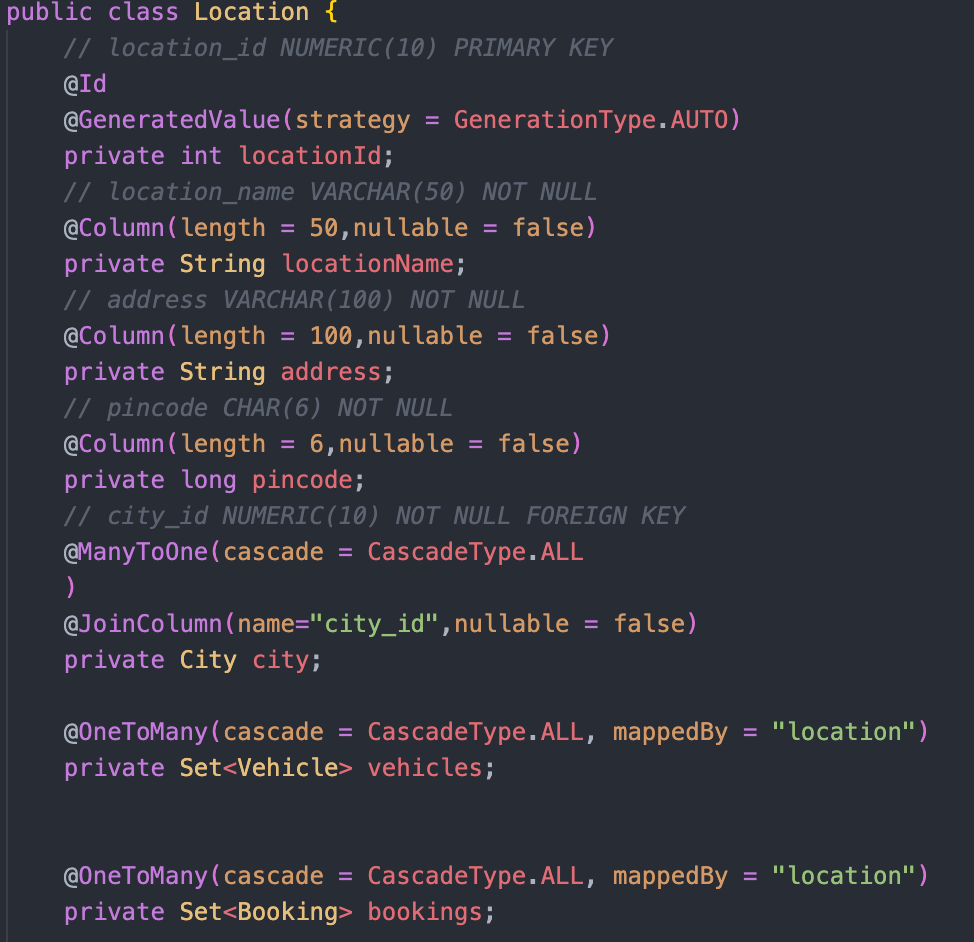 public class Location {
// location_id NUMERIC(10) PRIMARY KEY
@Id
@GeneratedValue(strategy = GenerationType.AUTO)
private int locationId;
// location_name VARCHAR(50) NOT NULL
@Column(length = 50,nullable = false)
private String locationName;
// address VARCHAR(100) NOT NULL
@Column(length = 100,nullable = false)
private String address;
// pincode CHAR(6) NOT NULL
@Column(length = 6,nullable = false)
private long pincode;
// city_id NUMERIC(10) NOT NULL FOREIGN KEY
@ManyToOne(cascade = CascadeType.ALL
)
@JoinColumn(name="city_id",nullable = false)
private City city;
@OneToMany(cascade = CascadeType.ALL, mappedBy = "location")
private Set<Vehicle> vehicles;
@OneToMany(cascade = CascadeType.ALL, mappedBy = "location")
private Set<Booking> bookings;